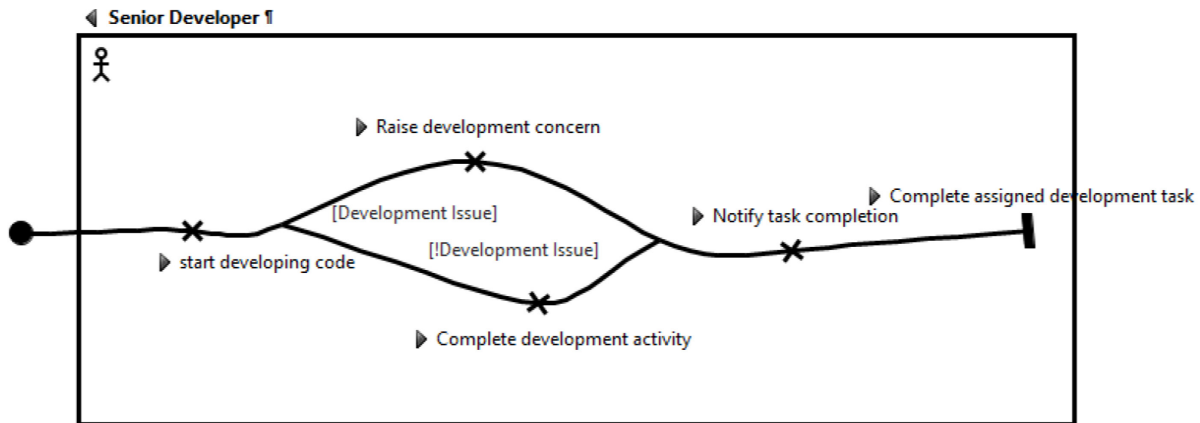 Senior Developer ¶
Raise development concern
Complete assigned development task
[Development Issue]
Notify task completion
[!Development Issue]
start developing code
Complete development activity